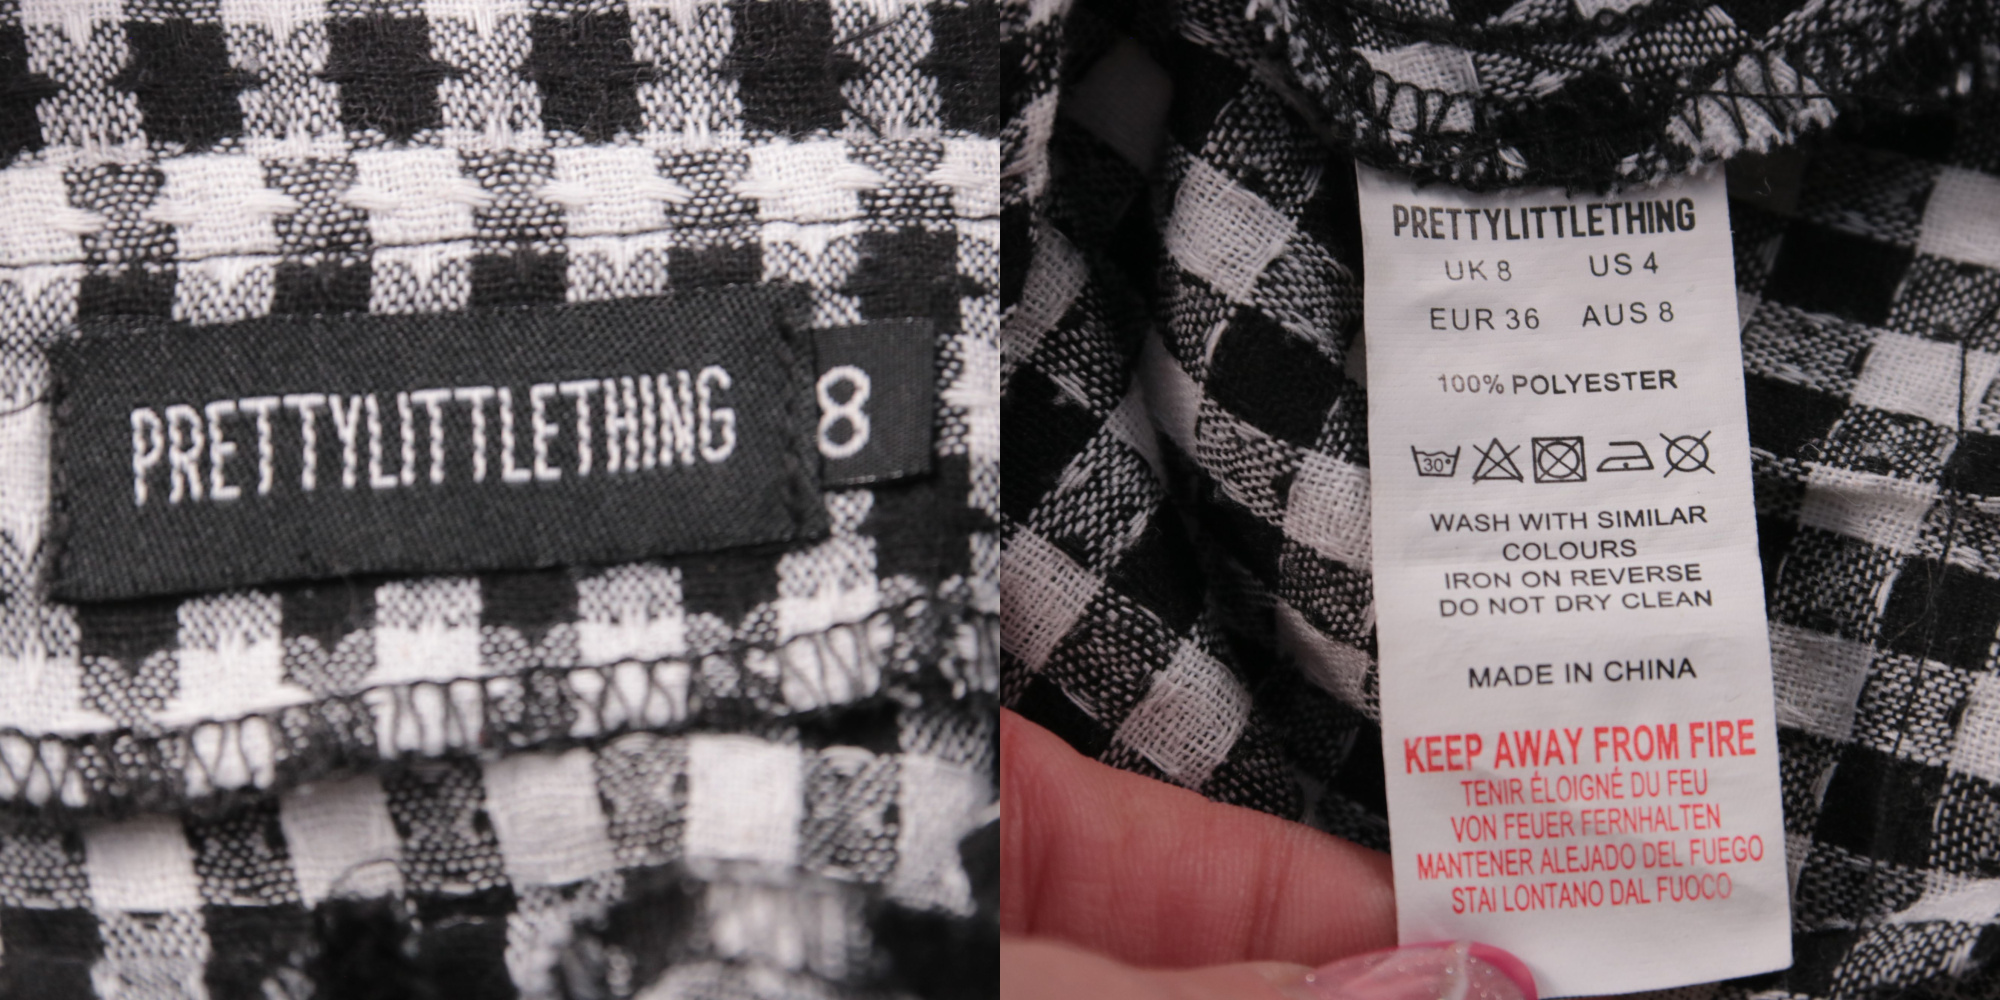 PRETTYLITTLETHING
8
PRETTYLITTLETHING
UK 8 US 4
EUR 36 AUS 8
100% POLYESTER
30°
WASH WITH SIMILAR
COLOURS
IRON ON REVERSE
DO NOT DRY CLEAN
MADE IN CHINA
KEEP AWAY FROM FIRE
TENIR ÉLOIGNÉ DU FEU
VON FEUER FERNHALTEN
MANTENER ALEJADO DEL FUEGO
STAI LONTANO DAL FUOCO